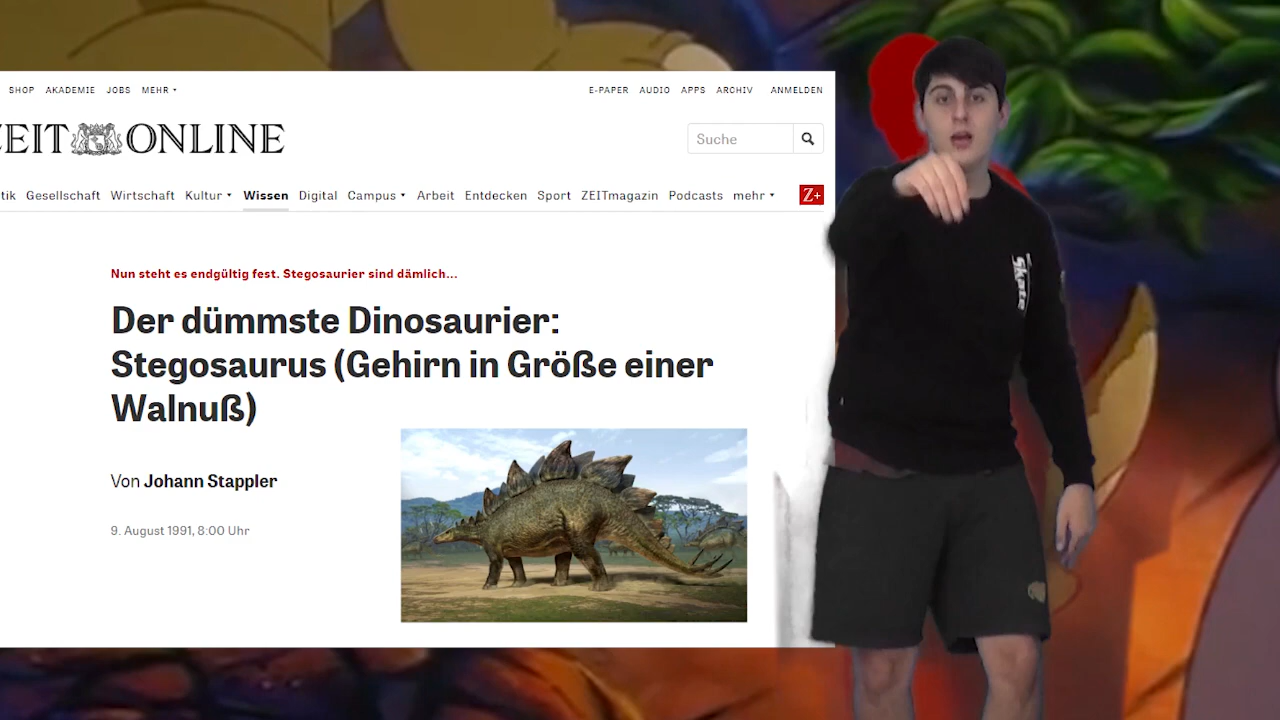 SHOP AKADEMIE JOBS MEHR E-PAPER AUDIO APPS ARCHIV ANMELDEN
ZEIT ONLINE
Suche
tik Gesellschaft Wirtschaft Kultur Wissen Digital Campus Arbeit Entdecken Sport ZEITmagazin Podcasts mehr Z+
Nun steht es endgültig fest. Stegosaurier sind dämlich...
Der dümmste Dinosaurier:
Stegosaurus (Gehirn in Größe einer
Walnuß)
Von Johann Stappler
9. August 1991, 8:00 Uhr
Skate